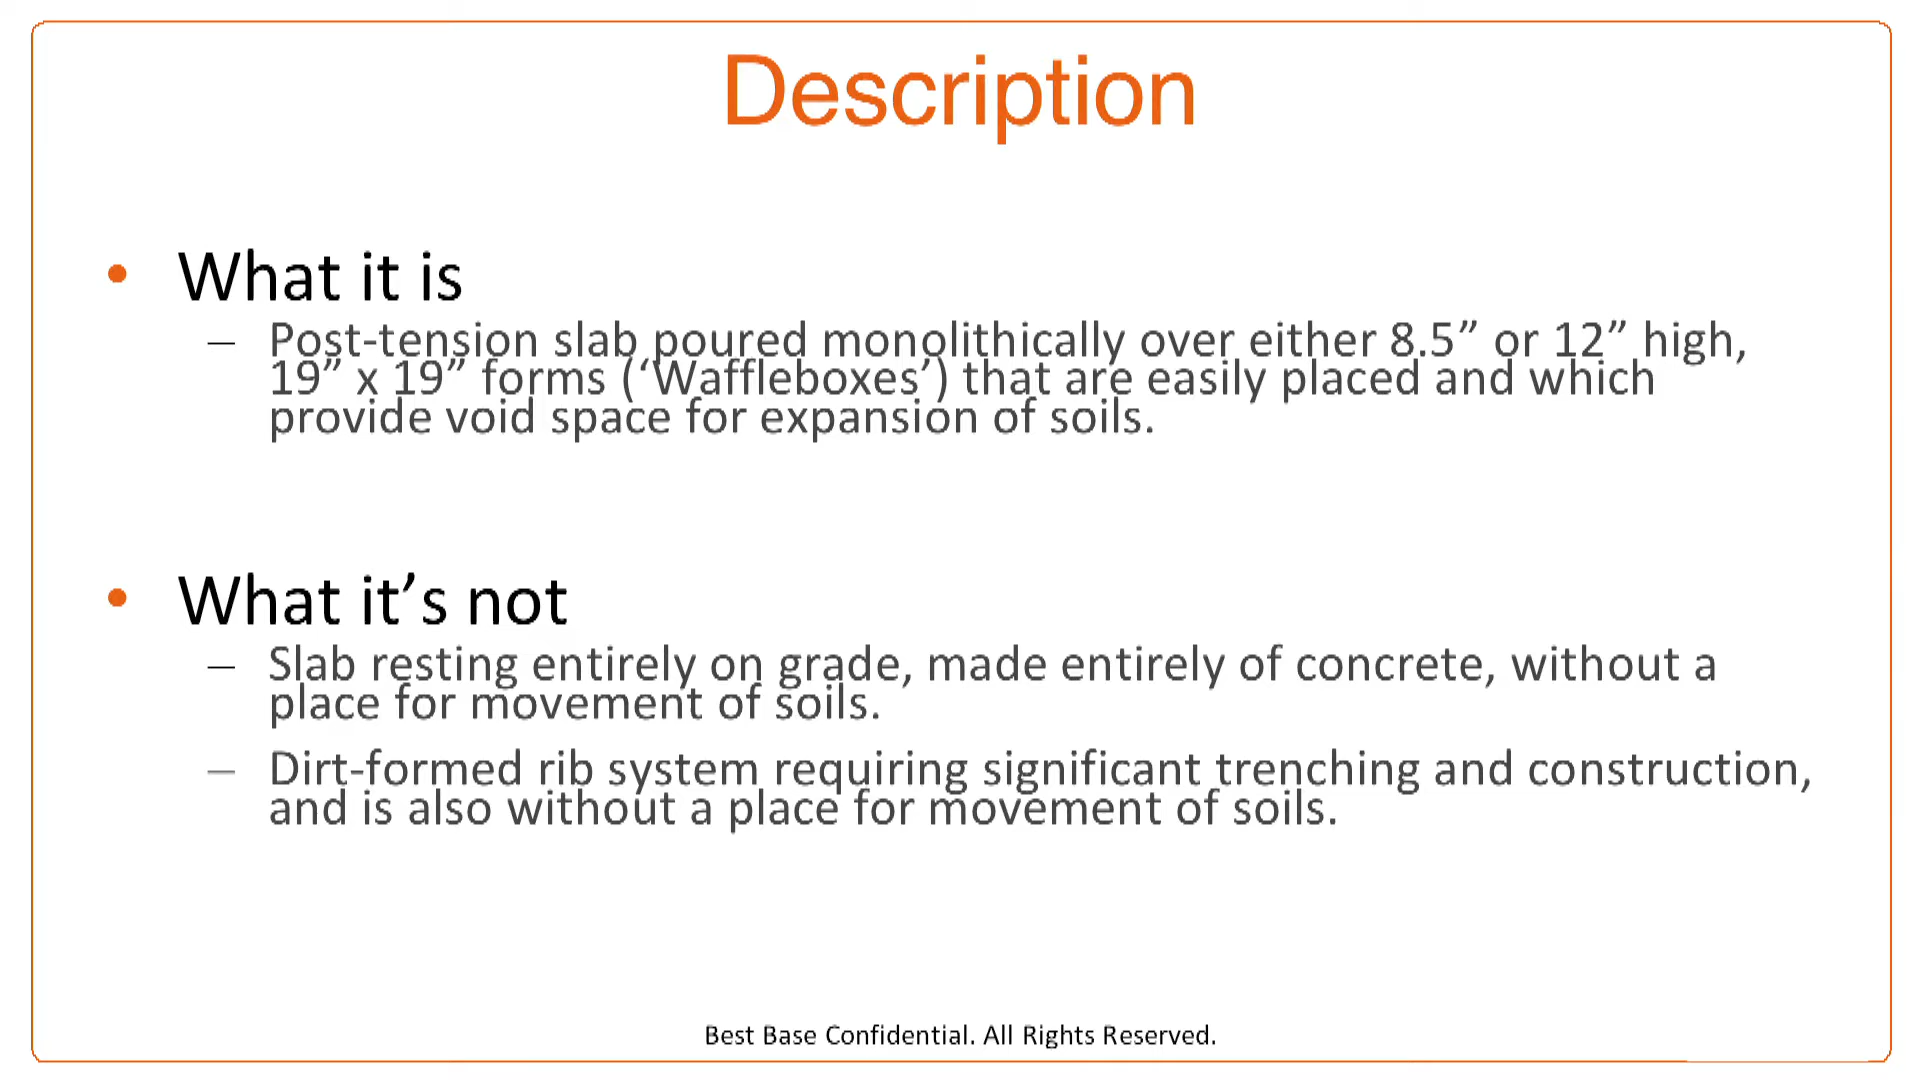 Description
• What it is
– Post-tension slab poured monolithically over either 8.5” or 12” high,
19” x 19” forms (‘Waffleboxes’) that are easily placed and which
provide void space for expansion of soils.
• What it’s not
– Slab resting entirely on grade, made entirely of concrete, without a
place for movement of soils.
– Dirt-formed rib system requiring significant trenching and construction,
and is also without a place for movement of soils.
Best Base Confidential. All Rights Reserved.